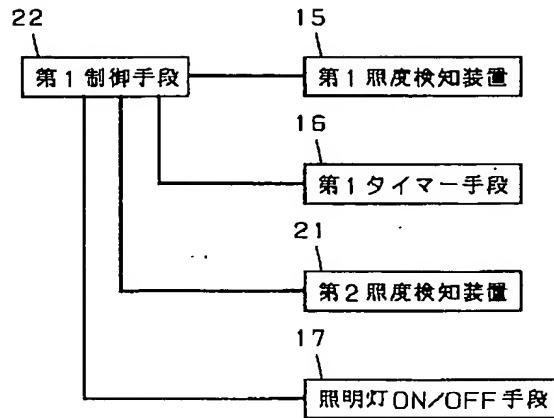 22
第1制御手段
15
第1照度検知装置
16
第1タイマー手段
21
第2照度検知装置
17
照明灯ON/OFF手段